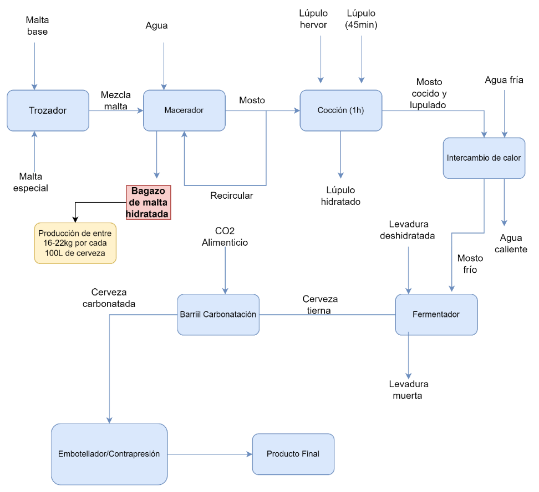 Malta
base
Agua
Lúpulo
hervor
Lúpulo
(45min)
Trozador
Mezcla
malta
Macerador
Mosto
Cocción (1h)
Mosto
cocido y
lupulado
Agua fría
Intercambio de calor
Malta
especial
Recircular
Bagazo
de malta
hidratada
Lúpulo
hidratado
Producción de entre
16-22kg por cada
100L de cerveza
CO2
Alimenticio
Levadura
deshidratada
Mosto
frío
Agua
caliente
Cerveza
carbonatada
Barriil Carbonatación
Cerveza
tierna
Fermentador
Levadura
muerta
Embotellador/Contrapresión
Producto Final